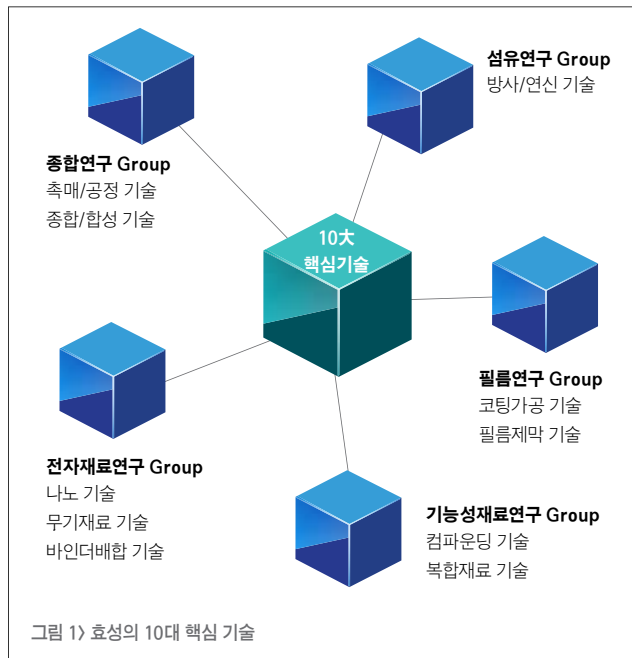 섬유연구 Group
방사/연신 기술
종합연구 Group
촉매/공정 기술
종합/합성 기술
10大
핵심기술
필름연구 Group
코팅가공 기술
필름제막 기술
전자재료연구 Group
나노 기술
무기재료 기술
바인더배합 기술
기능성재료연구 Group
컴파운딩 기술
복합재료 기술
그림 1> 효성의 10대 핵심 기술